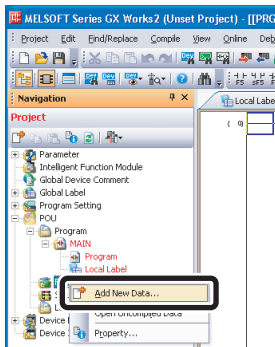 MELSOFT Series GX Works2 (Unset Project) - [[PRG
Project Edit Find/Replace Compile View Online Deb
Navigation
Local Labe
Project
Parameter
Intelligent Function Module
Global Device Comment
Global Label
Program Setting
POU
Program
MAIN
Program
Local Label
Add New Data...
Open Uncompiled Data
Device
Property...
Device